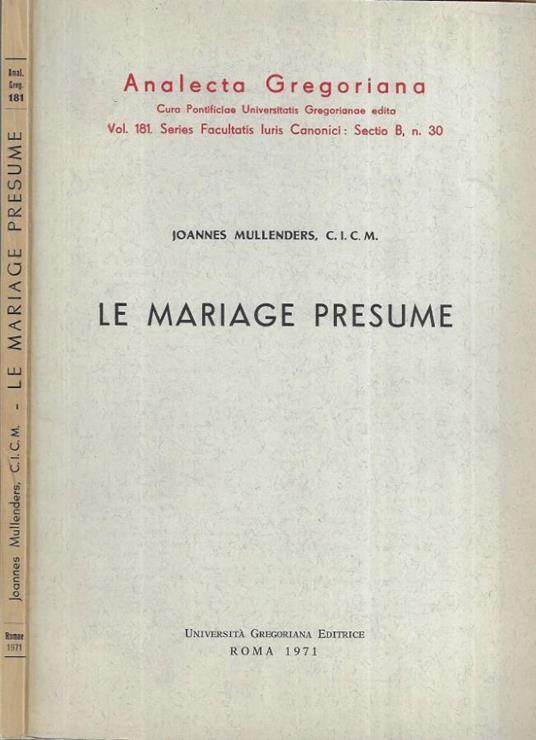 Anal.
Greg.
181
Joannes Mullenders, C.I.C.M. - LE MARIAGE PRESUME
Romae
1971
Analecta Gregoriana
Cura Pontificiae Universitatis Gregorianae edita
Vol. 181. Series Facultatis Iuris Canonici: Sectio B, n. 30
JOANNES MULLENDERS, C. I. C. M.
LE MARIAGE PRESUME
UNIVERSITÀ GREGORIANA EDITRICE
ROMA 1971